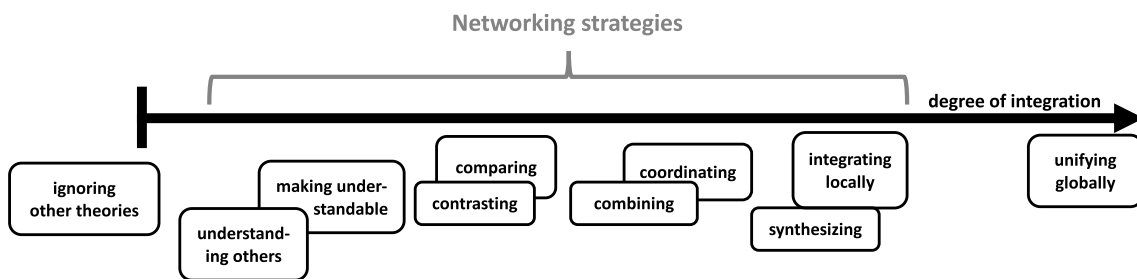 Networking strategies
degree of integration
ignoring
other theories
understand-
ing others
making under-
standable
comparing
contrasting
coordinating
combining
integrating
locally
synthesizing
unifying
globally